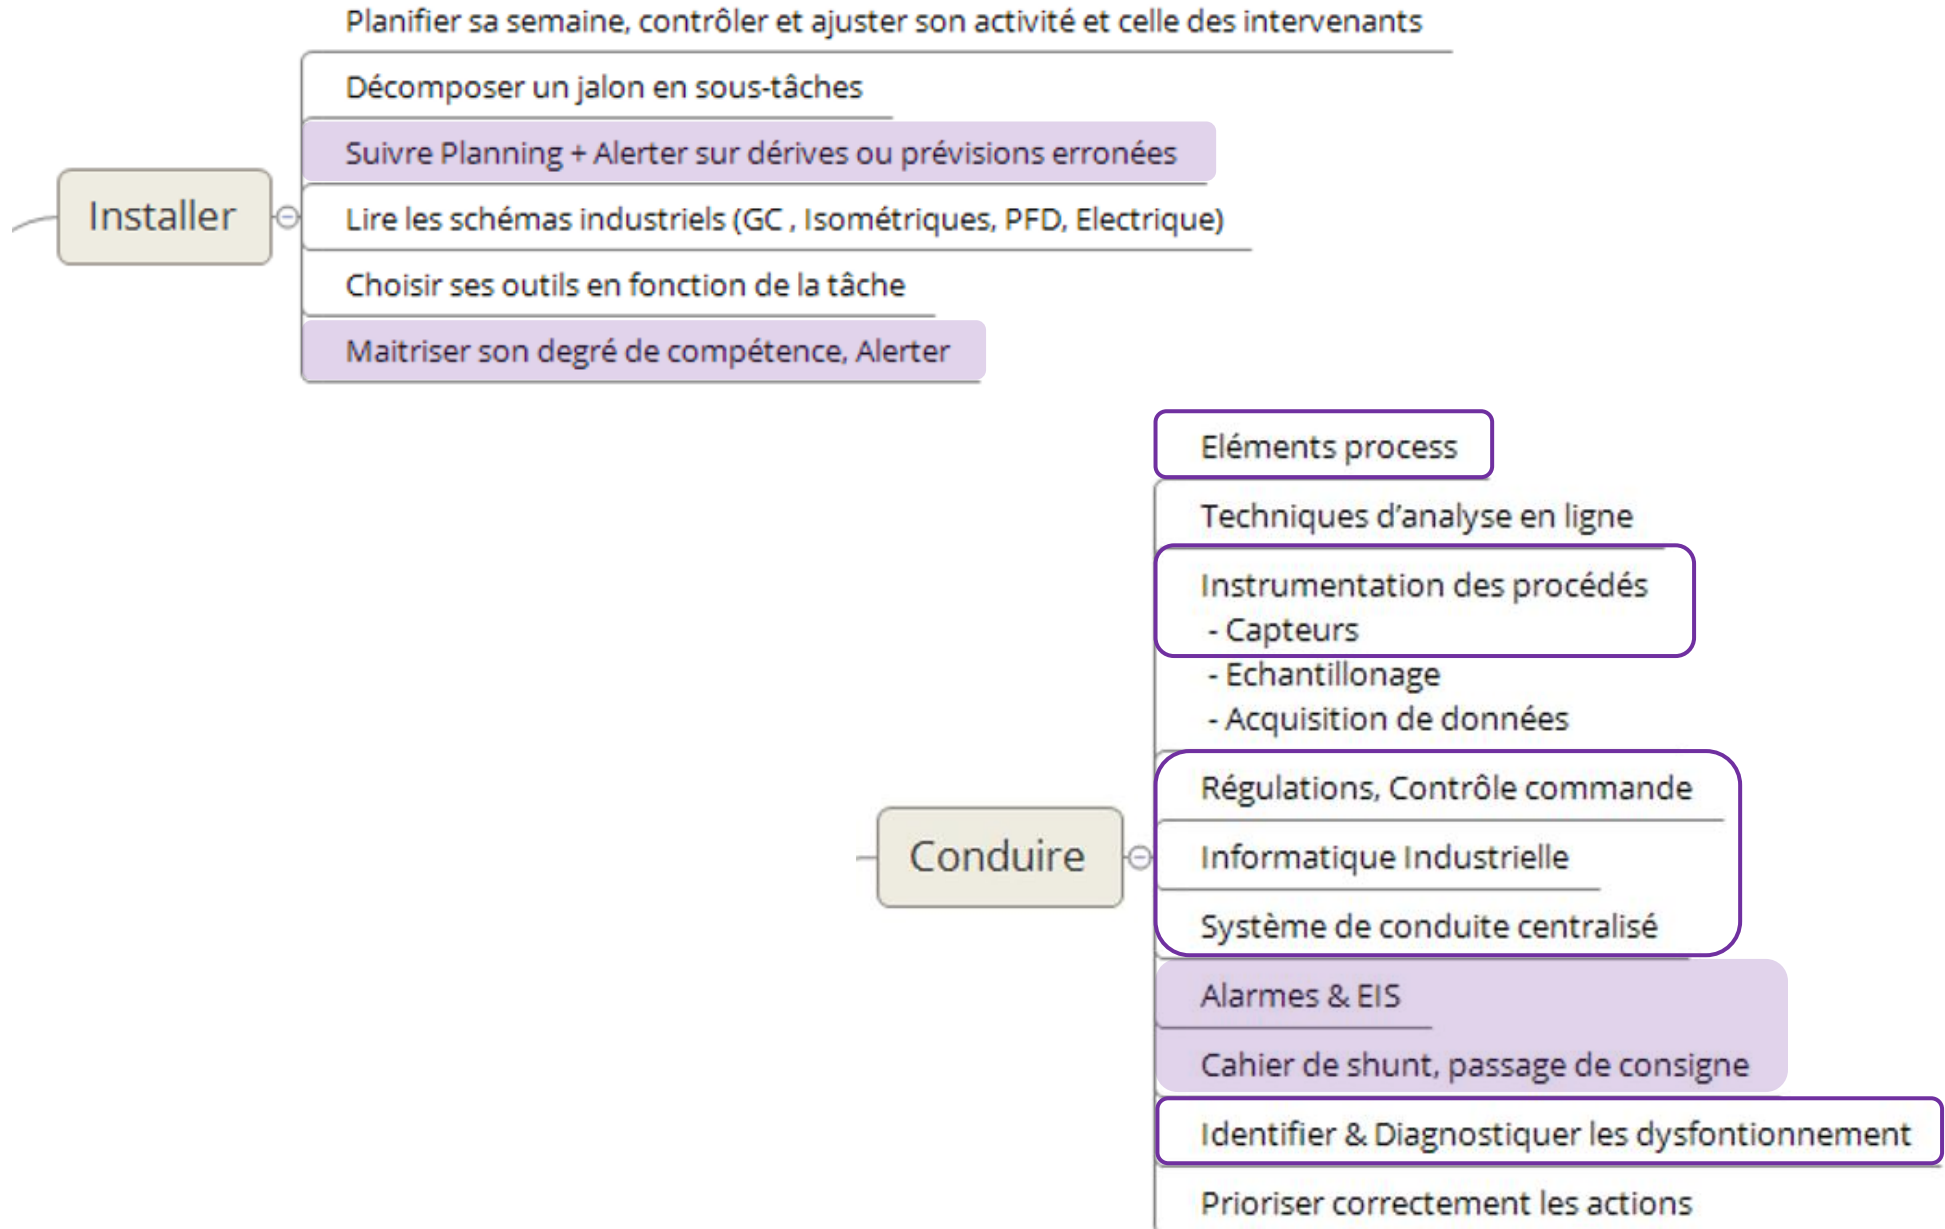 Planifier sa semaine, contrôler et ajuster son activité et celle des intervenants
Décomposer un jalon en sous-tâches
Suivre Planning + Alerter sur dérives ou prévisions erronées
Installer
Lire les schémas industriels (GC , Isométriques, PFD, Electrique)
Choisir ses outils en fonction de la tâche
Maitriser son degré de compétence, Alerter
Eléments process
Techniques d’analyse en ligne
Instrumentation des procédés
- Capteurs
- Echantillonage
- Acquisition de données
Régulations, Contrôle commande
Conduire
Informatique Industrielle
Système de conduite centralisé
Alarmes & EIS
Cahier de shunt, passage de consigne
Identifier & Diagnostiquer les dysfontionnement
Prioriser correctement les actions